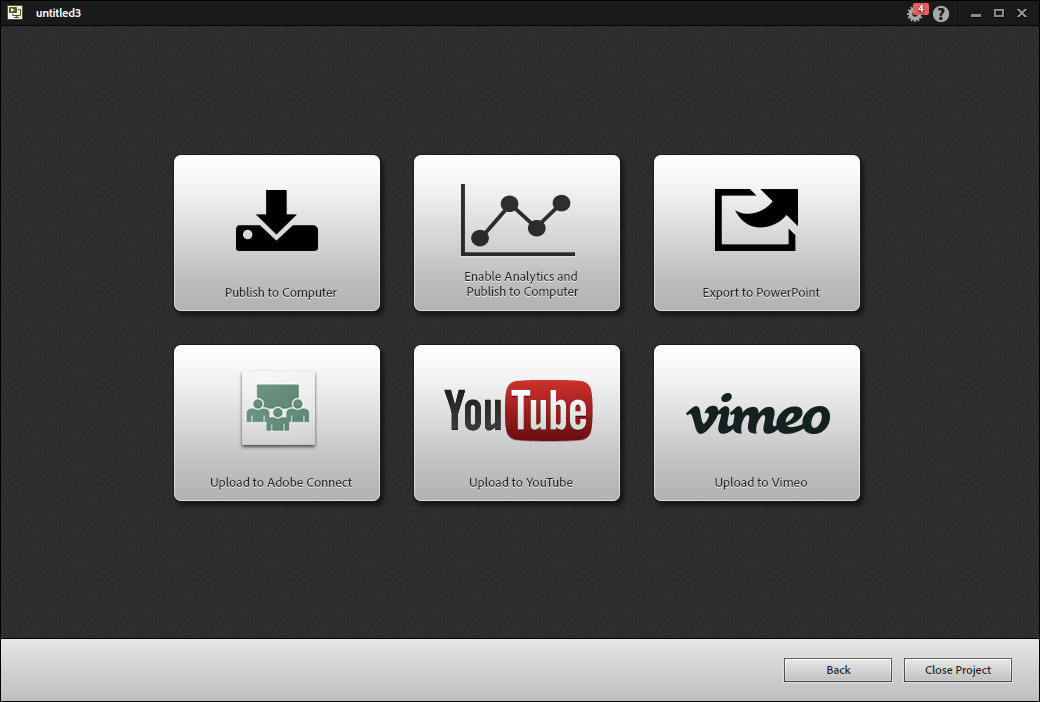 untitled3
4
?
Publish to Computer
Enable Analytics and
Publish to Computer
Export to PowerPoint
Upload to Adobe Connect
YouTube
Upload to YouTube
vimeo
Upload to Vimeo
Back
Close Project